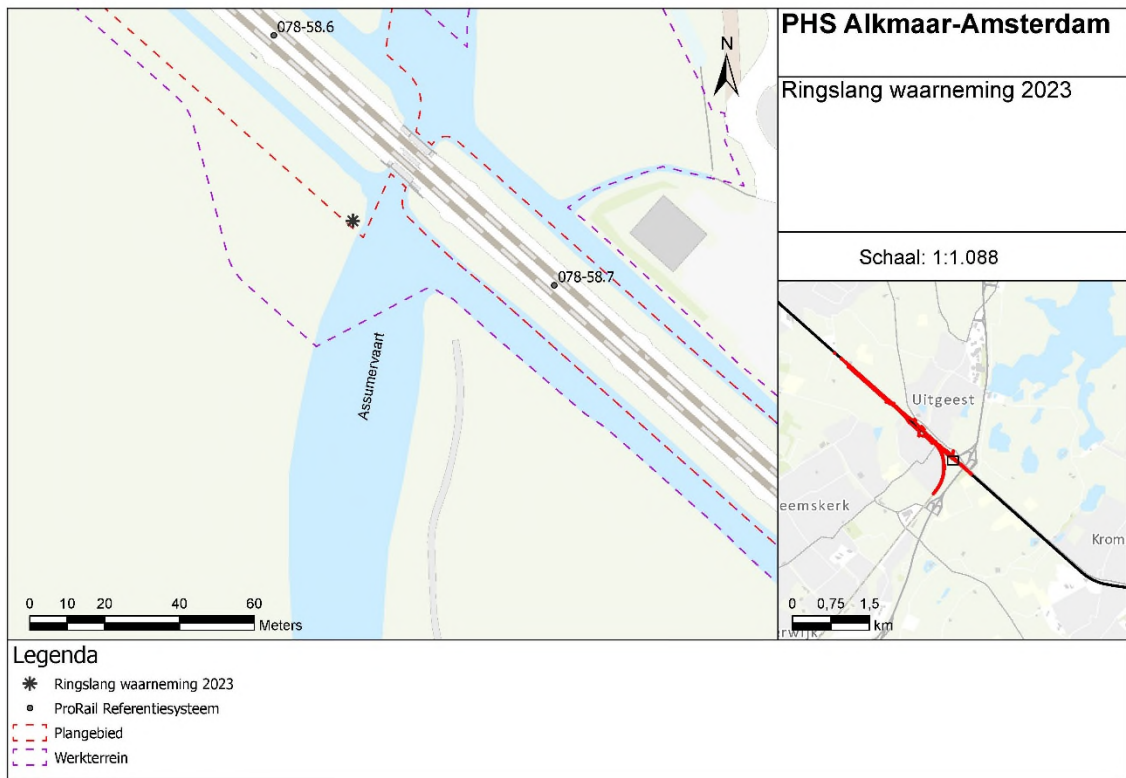 PHS Alkmaar-Amsterdam
Ringslang waarneming 2023
Schaal: 1:1.088
078-58.6
N
078-58.7
Assumervaart
0 10 20 40 60
Meters
Uitgeest
eemskerk
Krom
erwijk
0 0,75 1,5
km
Legenda
Ringslang waarneming 2023
ProRail Referentiesysteem
Plangebied
Werkterrein